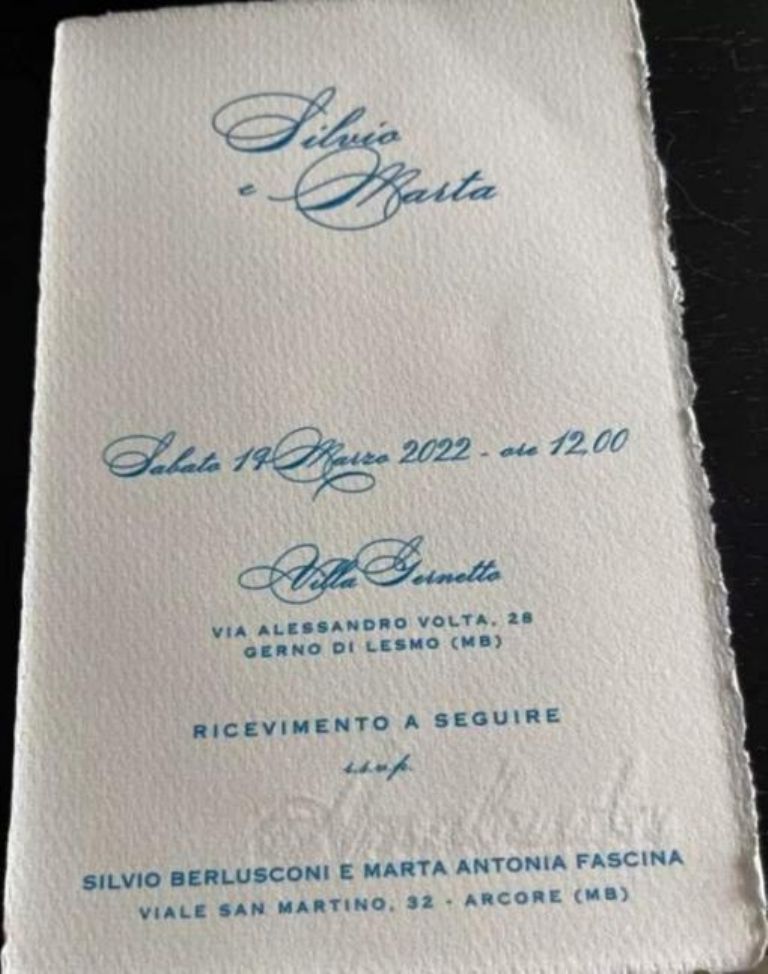 Silvio
e Marta
Sabato 19 Marzo 2022 - ore 12,00
Villa Gernetto
VIA ALESSANDRO VOLTA, 28
GERNO DI LESMO (MB)
RICEVIMENTO A SEGUIRE
r.s.v.p.
SILVIO BERLUSCONI E MARTA ANTONIA FASCINA
VIALE SAN MARTINO, 32 - ARCORE (MB)